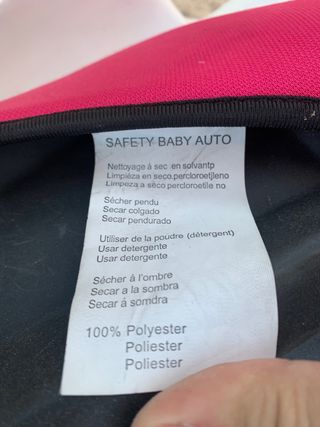 SAFETY BABY AUTO
Nettoyage à sec .en solvantp
Limpiéza en seco.percloroetjleno
Limpeza a sêco percloroetile no
Sécher pendu
Secar colgado
Secar pendurado
Utiliser de la poudre (détergent)
Usar detergente
Usar detergente
Sécher à l'ombre
Secar a la sombra
Secar á somdra
100% Polyester
Poliester
Poliester